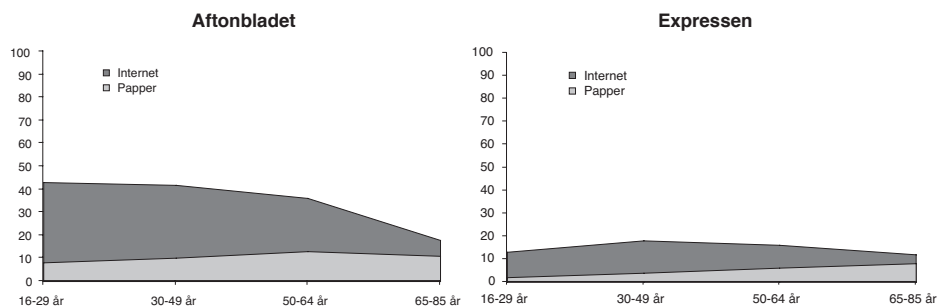 Aftonbladet
100
90
80
70
60
50
40
30
20
10
0
Internet
Papper
16-29 år
30-49 år
50-64 år
65-85 år
Expressen
100
90
80
70
60
50
40
30
20
10
0
Internet
Papper
16-29 år
30-49 år
50-64 år
65-85 år